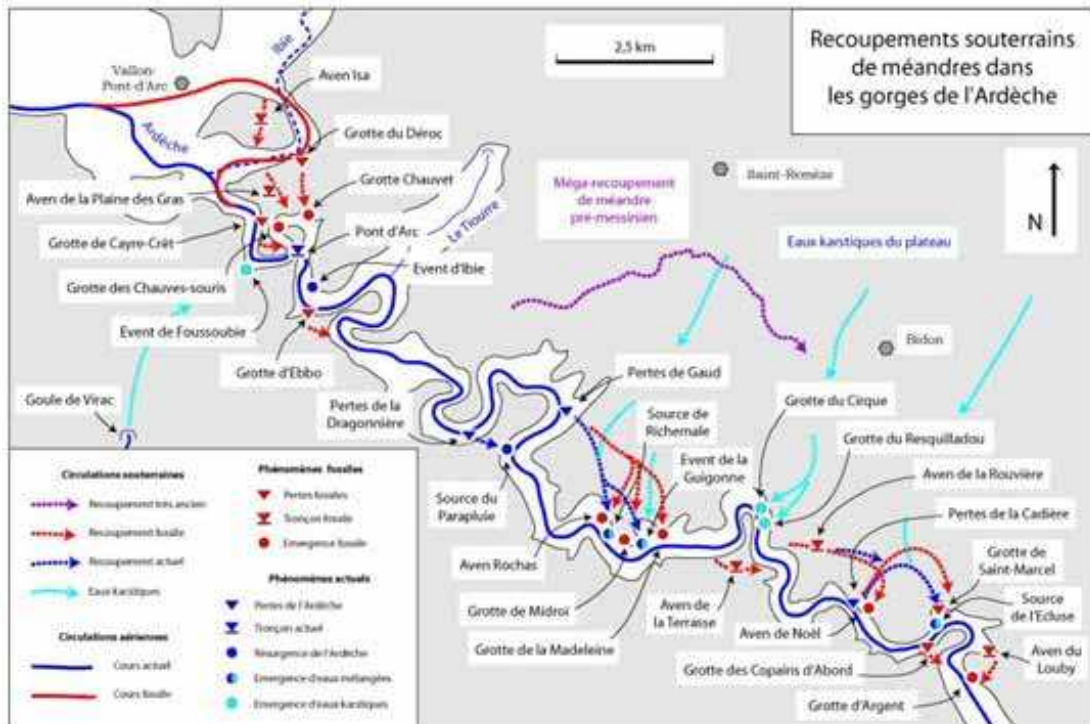 Recoupements souterrains
de méandres dans
les gorges de l'Ardèche
2,5 km
N
Ibie
Vallon-
Pont-d'Arc
Aven Isa
Ardèche
Grotte du Déroc
Grotte Chauvet
Aven de la Plaine des Gras
Pont d'Arc
Le Tiourre
Grotte de Cayre-Crêt
Event d'Ibie
Grotte des Chauves-souris
Event de Foussoubie
Grotte d'Ebbo
Goule de Virac
Méga-recoupement
de méandre
pré-messinien
Saint-Remèze
Eaux karstiques du plateau
Bidon
Pertes de la
Dragonnière
Pertes de Gaud
Source de
Richemale
Grotte du Cirque
Grotte du Resquilladou
Event de la
Guigonne
Aven de la Rouvière
Pertes de la Cadière
Source du
Parapluie
Grotte de
Saint-Marcel
Source
de l'Ecluse
Aven Rochas
Grotte de Midroï
Grotte de la Madeleine
Aven de
la Terrasse
Aven de Noël
Aven du
Louby
Grotte des Copains d'Abord
Grotte d'Argent
Circulations souterraines
Recoupement très ancien
Recoupement fossile
Recoupement actuel
Eaux karstiques
Circulations aériennes
Cours actuel
Cours fossile
Phénomènes fossiles
Pertes fossiles
Tronçon fossile
Emergence fossile
Phénomènes actuels
Pertes de l'Ardèche
Tronçon actuel
Résurgence de l'Ardèche
Emergence d'eaux mélangées
Emergence d'eaux karstiques